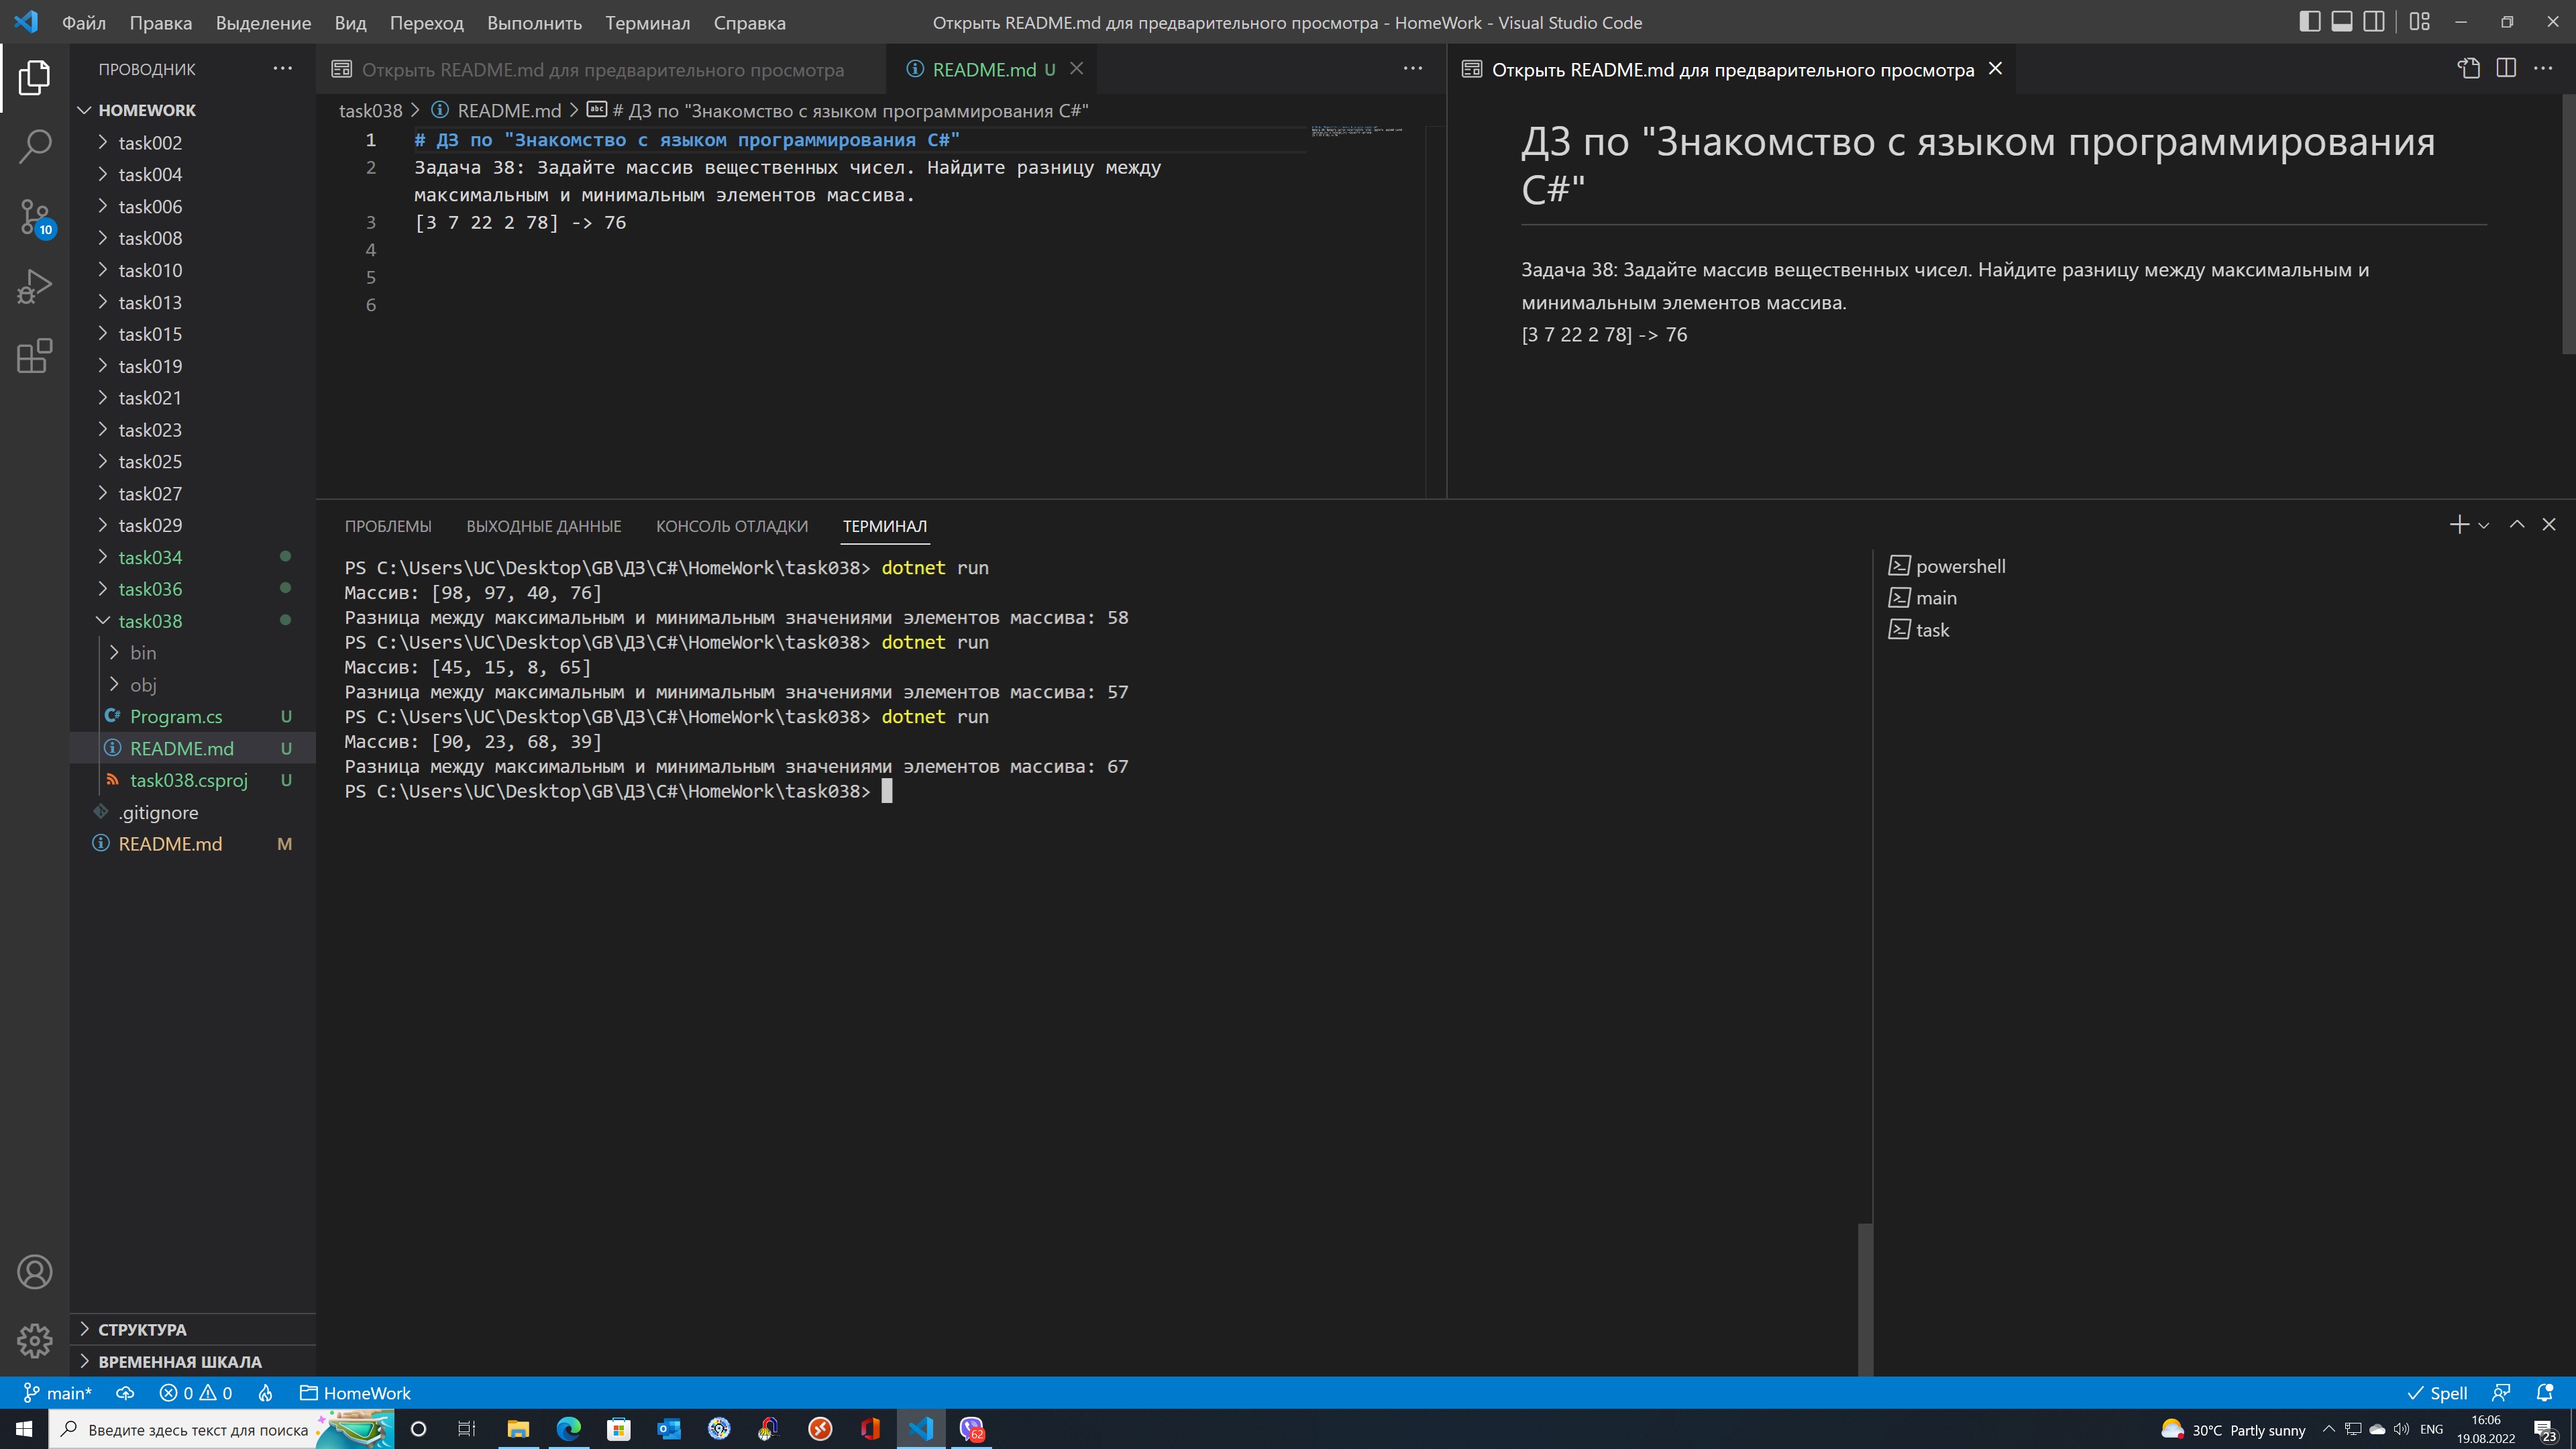 Файл Правка Выделение Вид Переход Выполнить Терминал Справка
Открыть README.md для предварительного просмотра - HomeWork - Visual Studio Code
ПРОВОДНИК
HOMEWORK
task002
task004
task006
task008
task010
task013
task015
task019
task021
task023
task025
task027
task029
task034
task036
task038
bin
obj
Program.cs U
README.md U
task038.csproj U
.gitignore
README.md M
СТРУКТУРА
ВРЕМЕННАЯ ШКАЛА
10
Открыть README.md для предварительного просмотра
README.md U
task038 > README.md > # ДЗ по "Знакомство с языком программирования C#"
1 # ДЗ по "Знакомство с языком программирования C#"
2 Задача 38: Задайте массив вещественных чисел. Найдите разницу между
максимальным и минимальным элементов массива.
3 [3 7 22 2 78] -> 76
4
5
6
Открыть README.md для предварительного просмотра
ДЗ по "Знакомство с языком программирования
C#"
Задача 38: Задайте массив вещественных чисел. Найдите разницу между максимальным и
минимальным элементов массива.
[3 7 22 2 78] -> 76
ПРОБЛЕМЫ ВЫХОДНЫЕ ДАННЫЕ КОНСОЛЬ ОТЛАДКИ ТЕРМИНАЛ
PS C:\Users\UC\Desktop\GB\ДЗ\C#\HomeWork\task038> dotnet run
Массив: [98, 97, 40, 76]
Разница между максимальным и минимальным значениями элементов массива: 58
PS C:\Users\UC\Desktop\GB\ДЗ\C#\HomeWork\task038> dotnet run
Массив: [45, 15, 8, 65]
Разница между максимальным и минимальным значениями элементов массива: 57
PS C:\Users\UC\Desktop\GB\ДЗ\C#\HomeWork\task038> dotnet run
Массив: [90, 23, 68, 39]
Разница между максимальным и минимальным значениями элементов массива: 67
PS C:\Users\UC\Desktop\GB\ДЗ\C#\HomeWork\task038>
powershell
main
task
main* 0 0 HomeWork
Spell
Введите здесь текст для поиска
62
30°C Partly sunny
ENG
16:06
19.08.2022
23